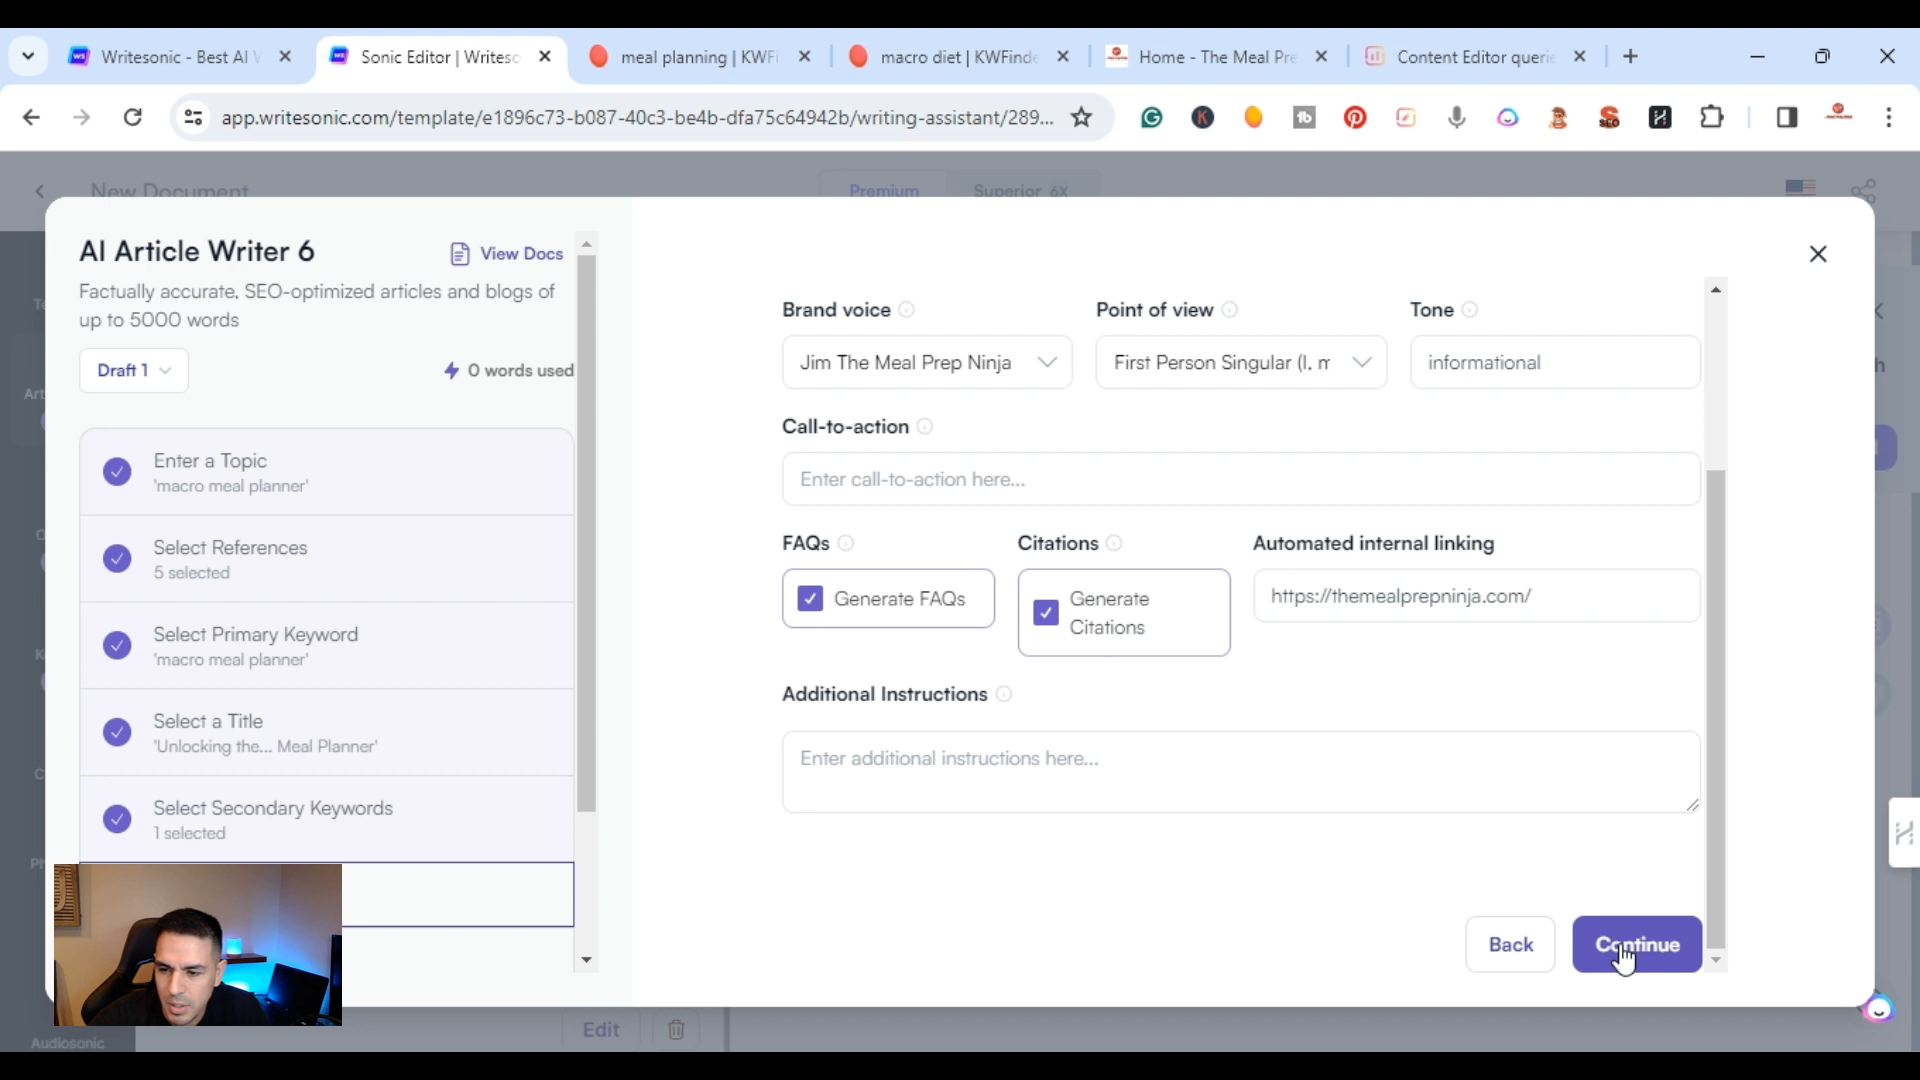 Writesonic - Best AI
Sonic Editor | Writeso
meal planning | KWFi
macro diet | KWFinde
Home - The Meal Pre
Content Editor querie
app.writesonic.com/template/e1896c73-b087-40c3-be4b-dfa75c64942b/writing-assistant/289...
New Document
Premium
Superior 6X
AI Article Writer 6
View Docs
Factually accurate, SEO-optimized articles and blogs of
up to 5000 words
Draft 1
0 words used
Enter a Topic
'macro meal planner'
Select References
5 selected
Select Primary Keyword
'macro meal planner'
Select a Title
'Unlocking the... Meal Planner'
Select Secondary Keywords
1 selected
Brand voice
Point of view
Tone
Jim The Meal Prep Ninja
First Person Singular (I, m
informational
Call-to-action
Enter call-to-action here...
FAQs
Citations
Automated internal linking
Generate FAQs
Generate
Citations
https://themealprepninja.com/
Additional Instructions
Enter additional instructions here...
Back
Continue
Edit
Audiosonic